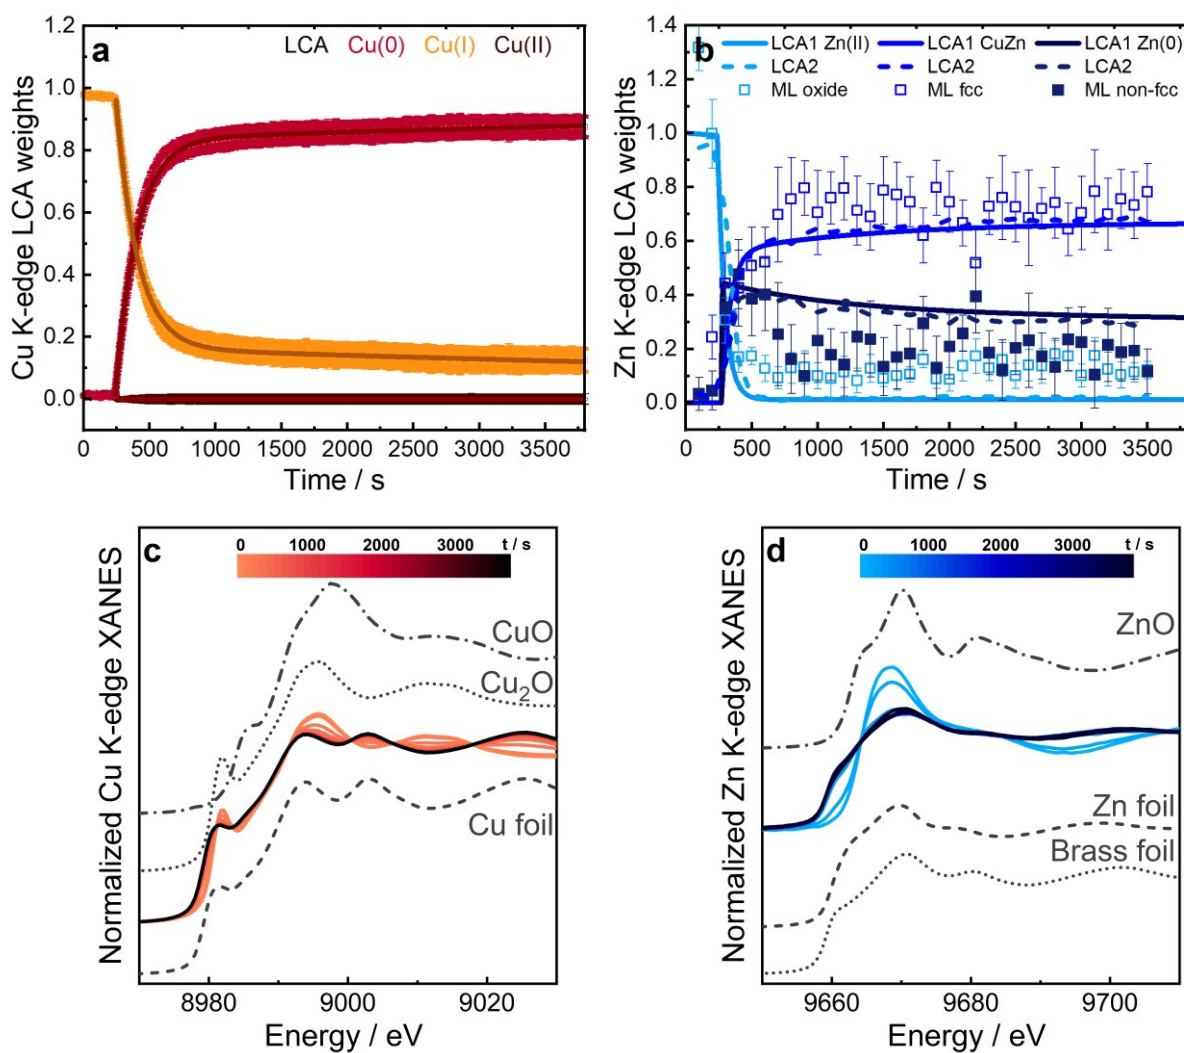 a
LCA Cu(0) Cu(I) Cu(II)
Cu K-edge LCA weights
1.2
1.0
0.8
0.6
0.4
0.2
0.0
0 500 1000 1500 2000 2500 3000 3500
Time / s
b
LCA1 Zn(II) LCA1 CuZn LCA1 Zn(0)
LCA2 LCA2 LCA2
ML oxide ML fcc ML non-fcc
Zn K-edge LCA weights
1.4
1.2
1.0
0.8
0.6
0.4
0.2
0.0
0 500 1000 1500 2000 2500 3000 3500
Time / s
c
0 1000 2000 3000 t / s
Normalized Cu K-edge XANES
CuO
Cu2O
Cu foil
8980 9000 9020
Energy / eV
d
0 1000 2000 3000 t / s
Normalized Zn K-edge XANES
ZnO
Zn foil
Brass foil
9660 9680 9700
Energy / eV